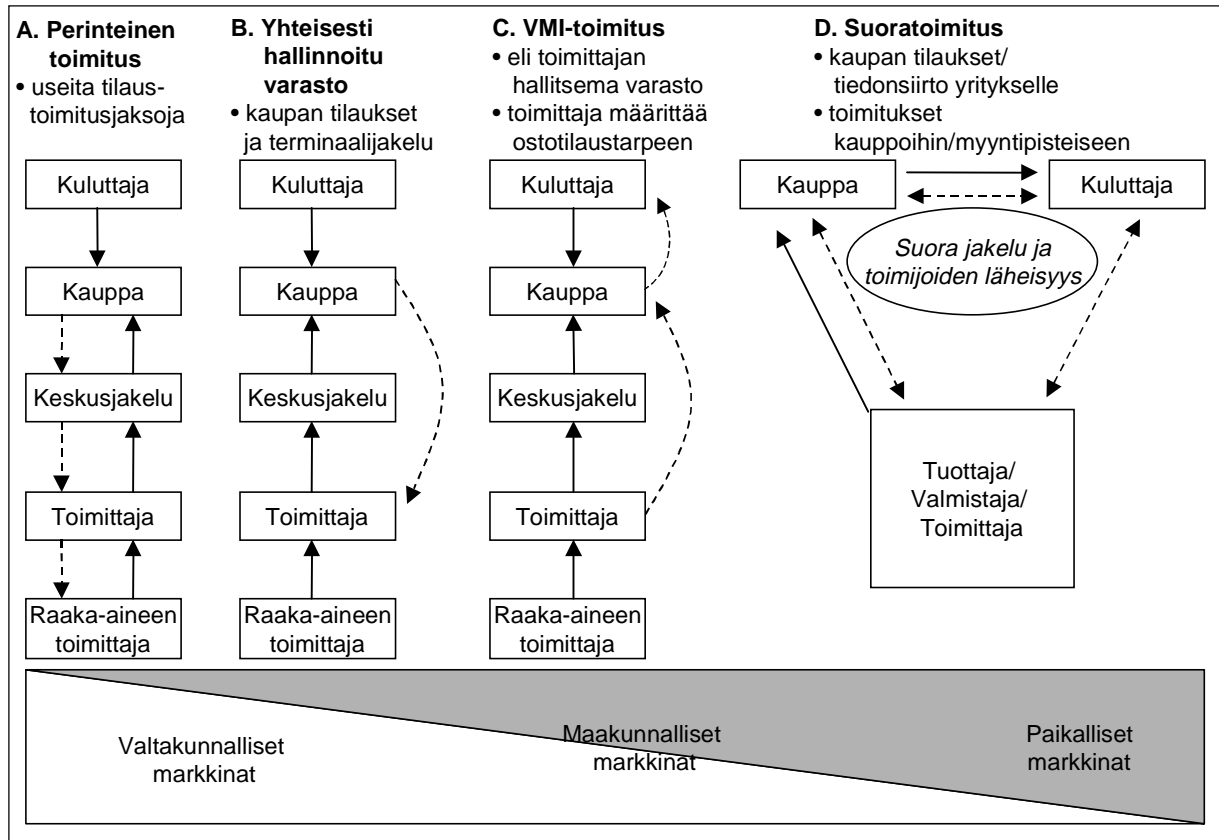 A. Perinteinen
toimitus
• useita tilaus-
toimitusjaksoja
Kuluttaja
Kauppa
Keskusjakelu
Toimittaja
Raaka-aineen
toimittaja
B. Yhteisesti
hallinnoitu
varasto
• kaupan tilaukset
ja terminaalijakelu
Kuluttaja
Kauppa
Keskusjakelu
Toimittaja
Raaka-aineen
toimittaja
C. VMI-toimitus
• eli toimittajan
hallitsema varasto
• toimittaja määrittää
ostotilaustarpeen
Kuluttaja
Kauppa
Keskusjakelu
Toimittaja
Raaka-aineen
toimittaja
D. Suoratoimitus
• kaupan tilaukset/
tiedonsiirto yritykselle
• toimitukset
kauppoihin/myyntipisteiseen
Kauppa
Kuluttaja
Suora jakelu ja
toimijoiden läheisyys
Tuottaja/
Valmistaja/
Toimittaja
Valtakunnalliset
markkinat
Maakunnalliset
markkinat
Paikalliset
markkinat